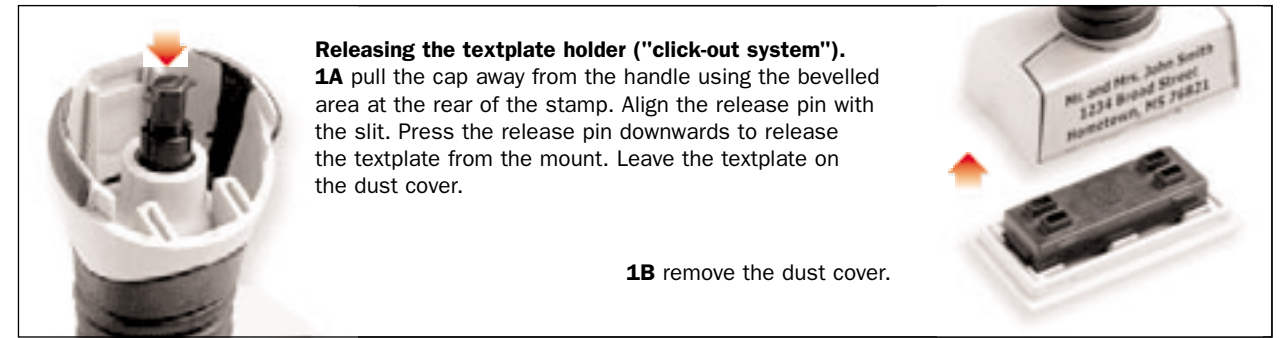 Releasing the textplate holder ("click-out system").
1A pull the cap away from the handle using the bevelled
area at the rear of the stamp. Align the release pin with
the slit. Press the release pin downwards to release
the textplate from the mount. Leave the textplate on
the dust cover.
1B remove the dust cover.
Mr. and Mrs. John Smith
1234 Broad Street
Hometown, MS 76821